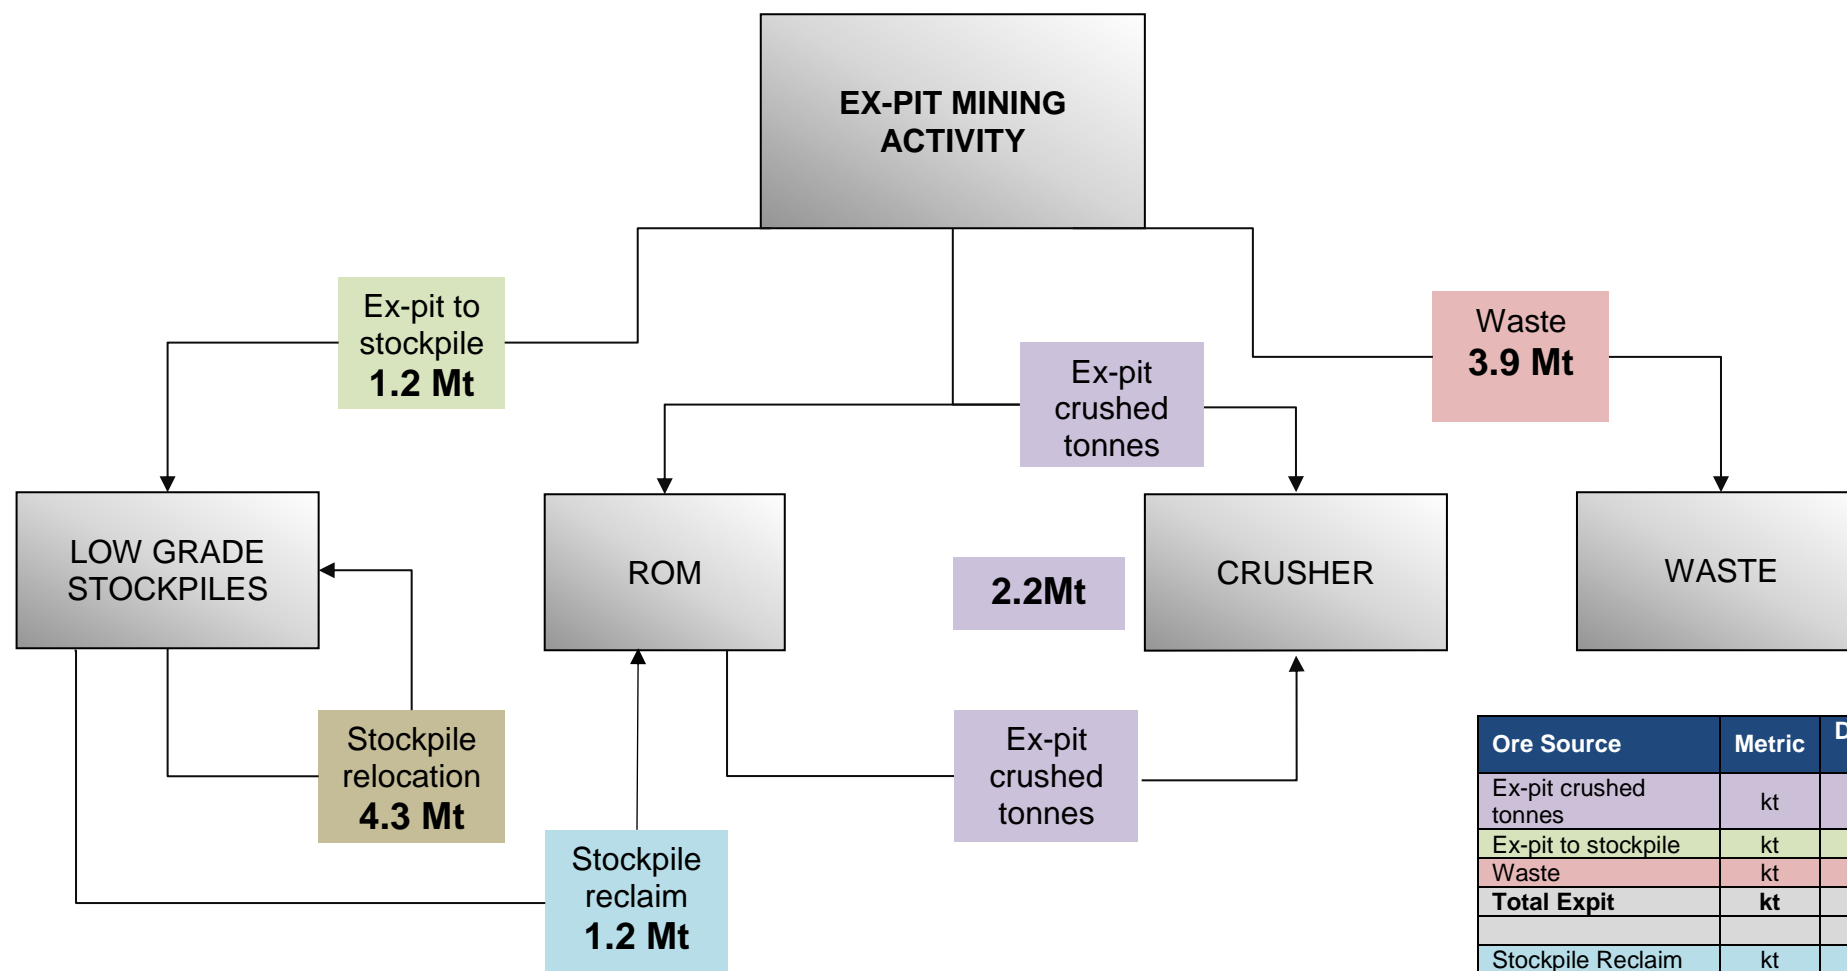 EX-PIT MINING
ACTIVITY
Ex-pit to
stockpile
1.2 Mt
Waste
3.9 Mt
Ex-pit
crushed
tonnes
LOW GRADE
STOCKPILES
ROM
2.2Mt
CRUSHER
WASTE
Stockpile
relocation
4.3 Mt
Ex-pit
crushed
tonnes
Stockpile
reclaim
1.2 Mt
Ore Source Metric D
Ex-pit crushed
tonnes kt
Ex-pit to stockpile kt
Waste kt
Total Expit kt
Stockpile Reclaim kt